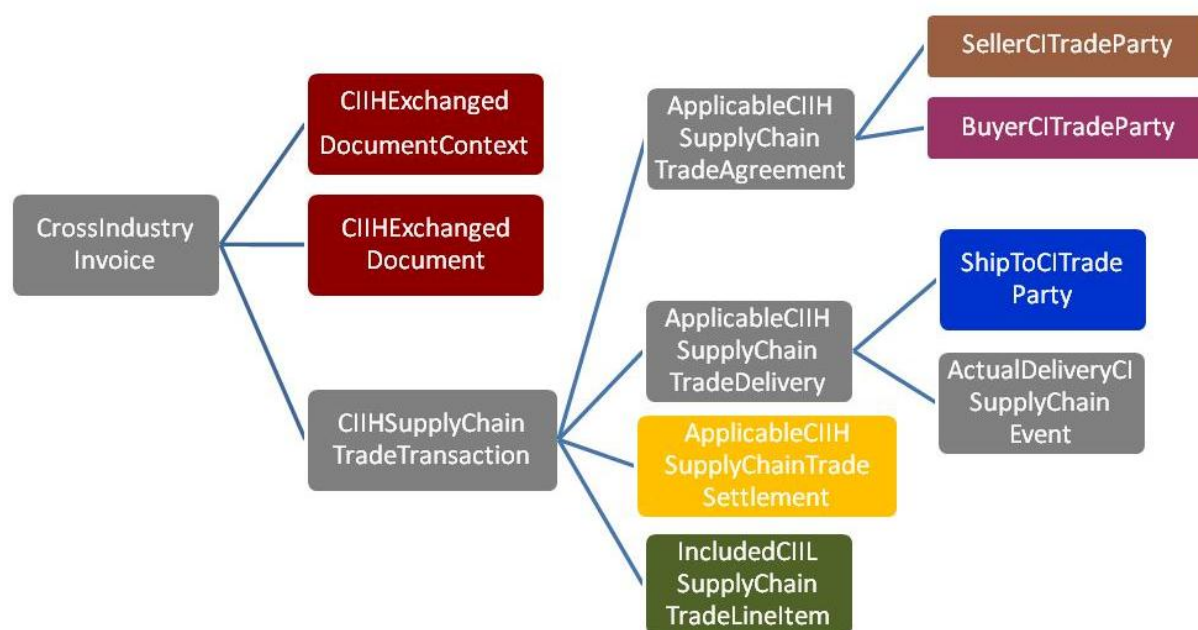 CrossIndustry
Invoice
CIIHExchanged
DocumentContext
CIIHExchanged
Document
CIIHSupplyChain
TradeTransaction
ApplicableCIIH
SupplyChain
TradeAgreement
ApplicableCIIH
SupplyChain
TradeDelivery
ApplicableCIIH
SupplyChainTrade
Settlement
IncludedCIIL
SupplyChain
TradeLineItem
SellerCITradeParty
BuyerCITradeParty
ShipToCITrade
Party
ActualDeliveryCI
SupplyChain
Event